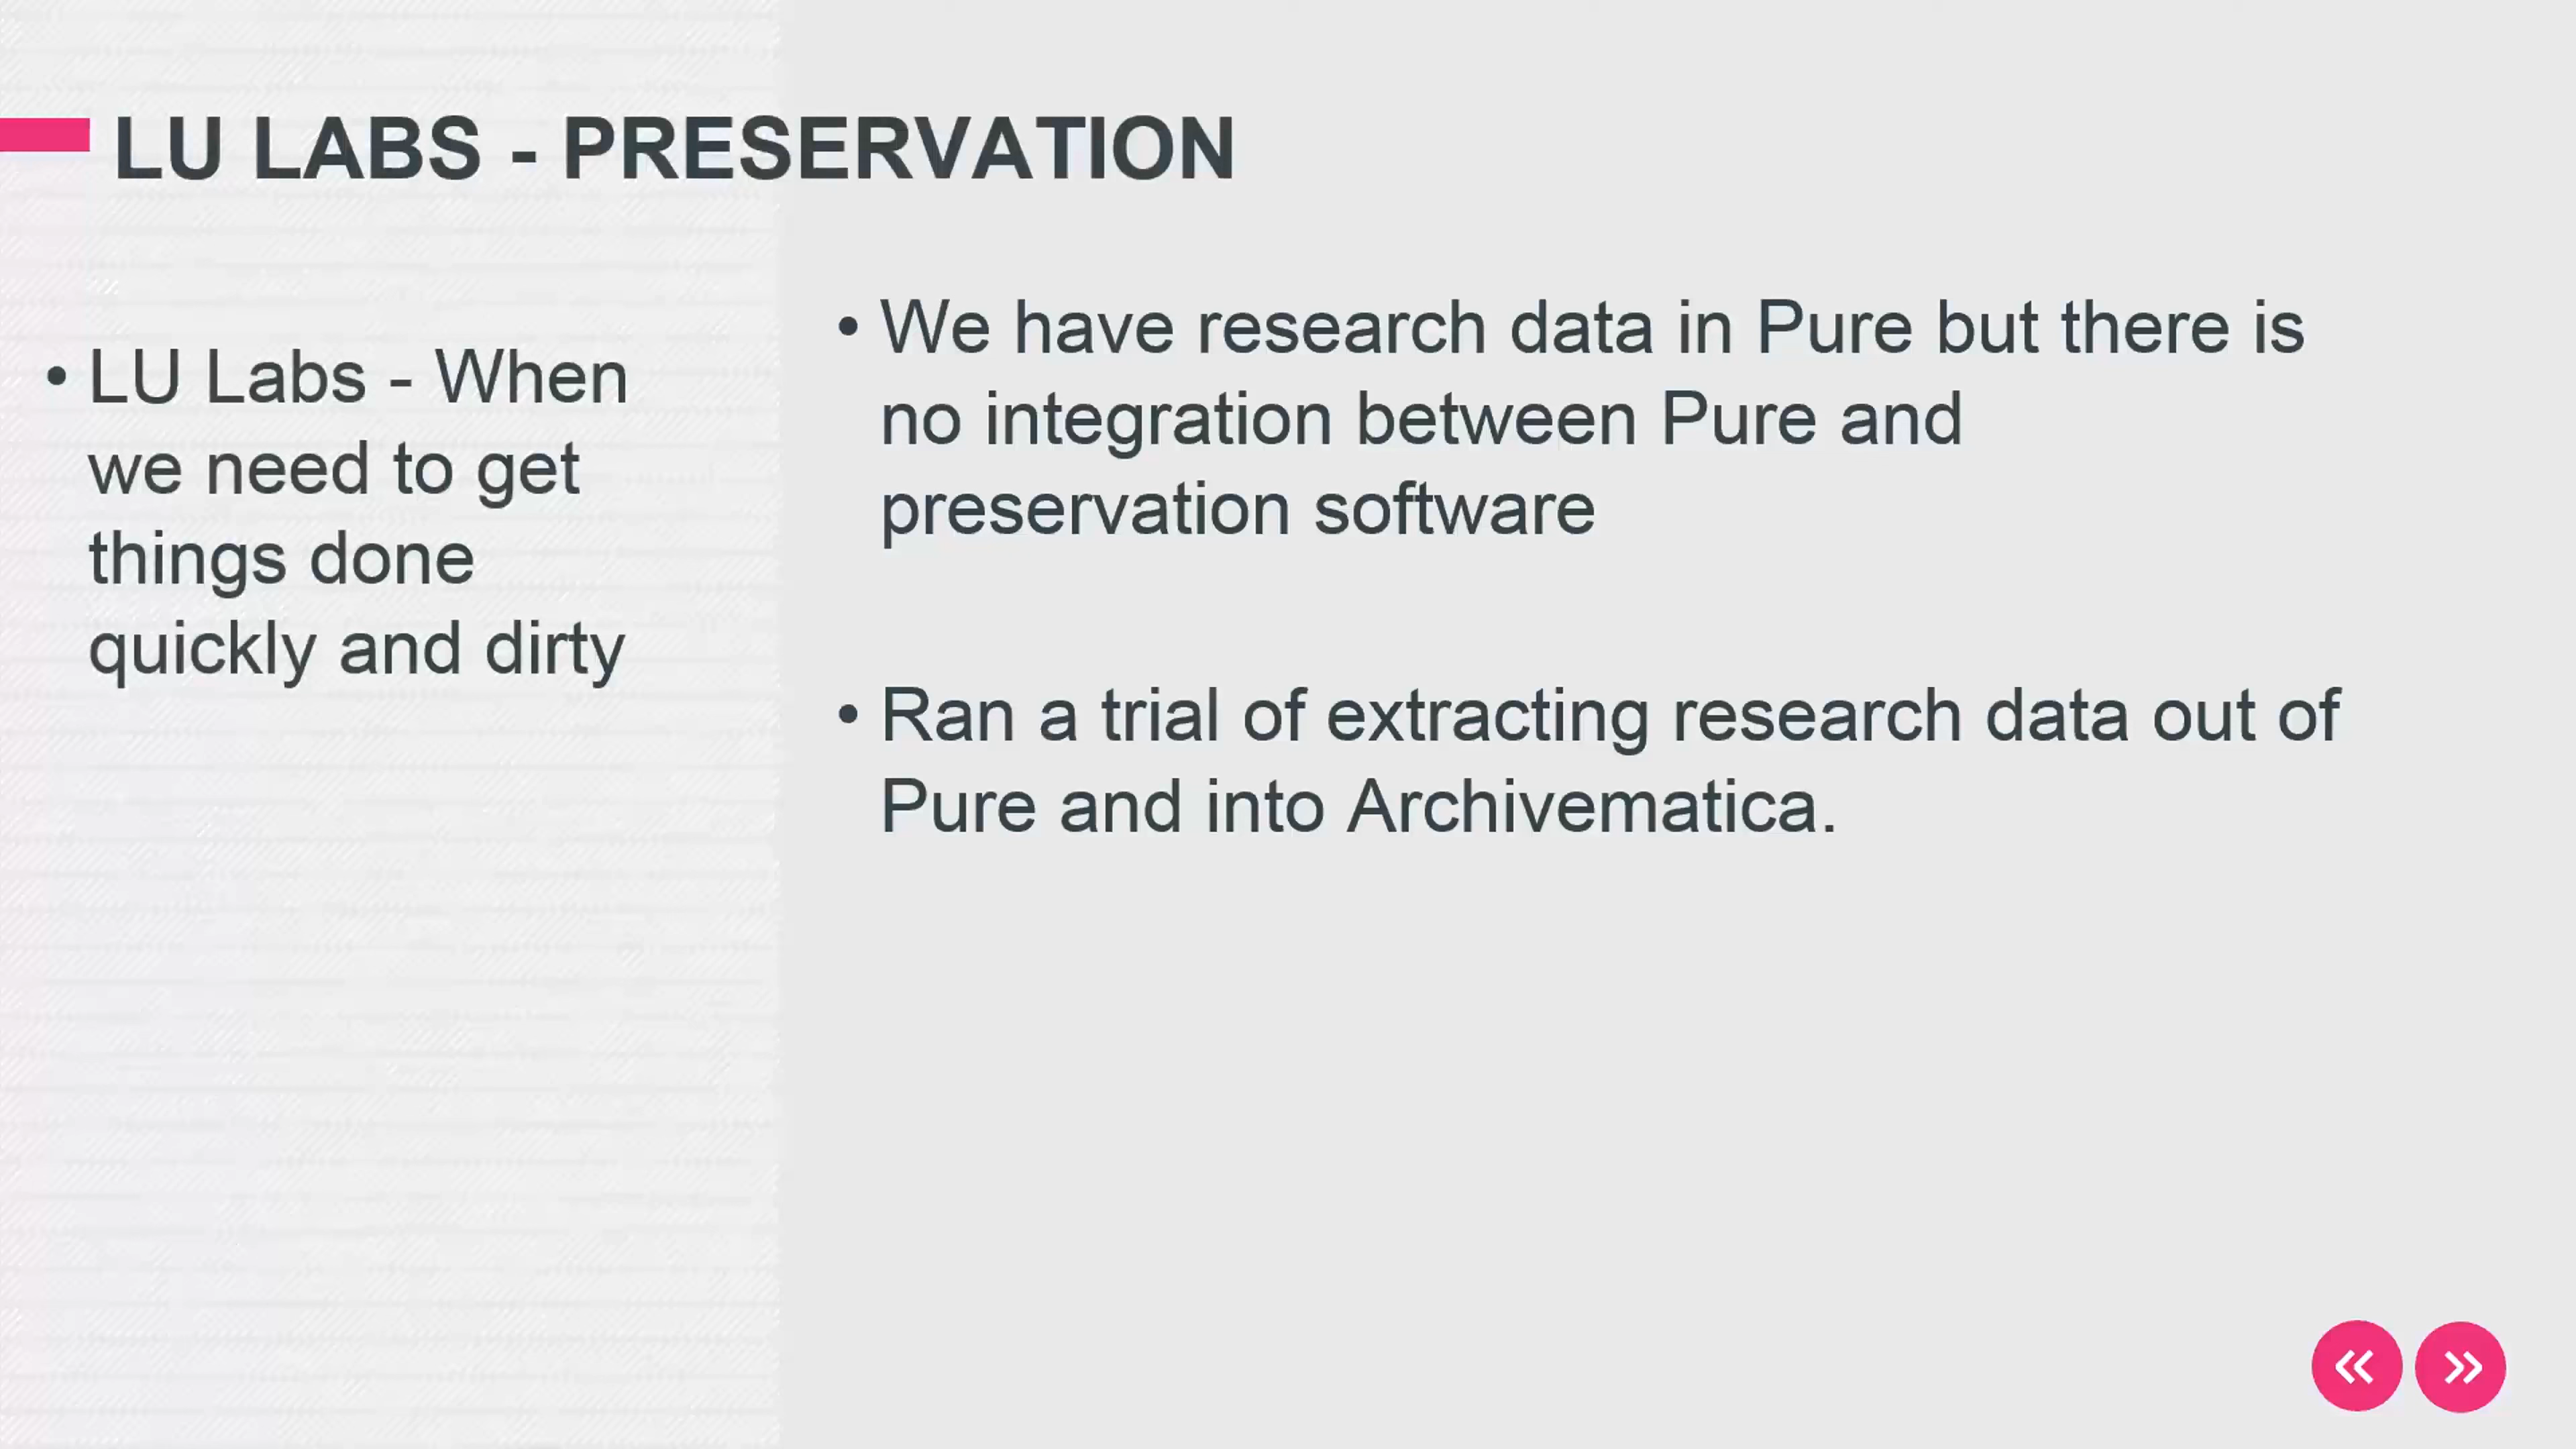 LU LABS - PRESERVATION
• LU Labs - When
we need to get
things done
quickly and dirty
• We have research data in Pure but there is
no integration between Pure and
preservation software
• Ran a trial of extracting research data out of
Pure and into Archivematica.